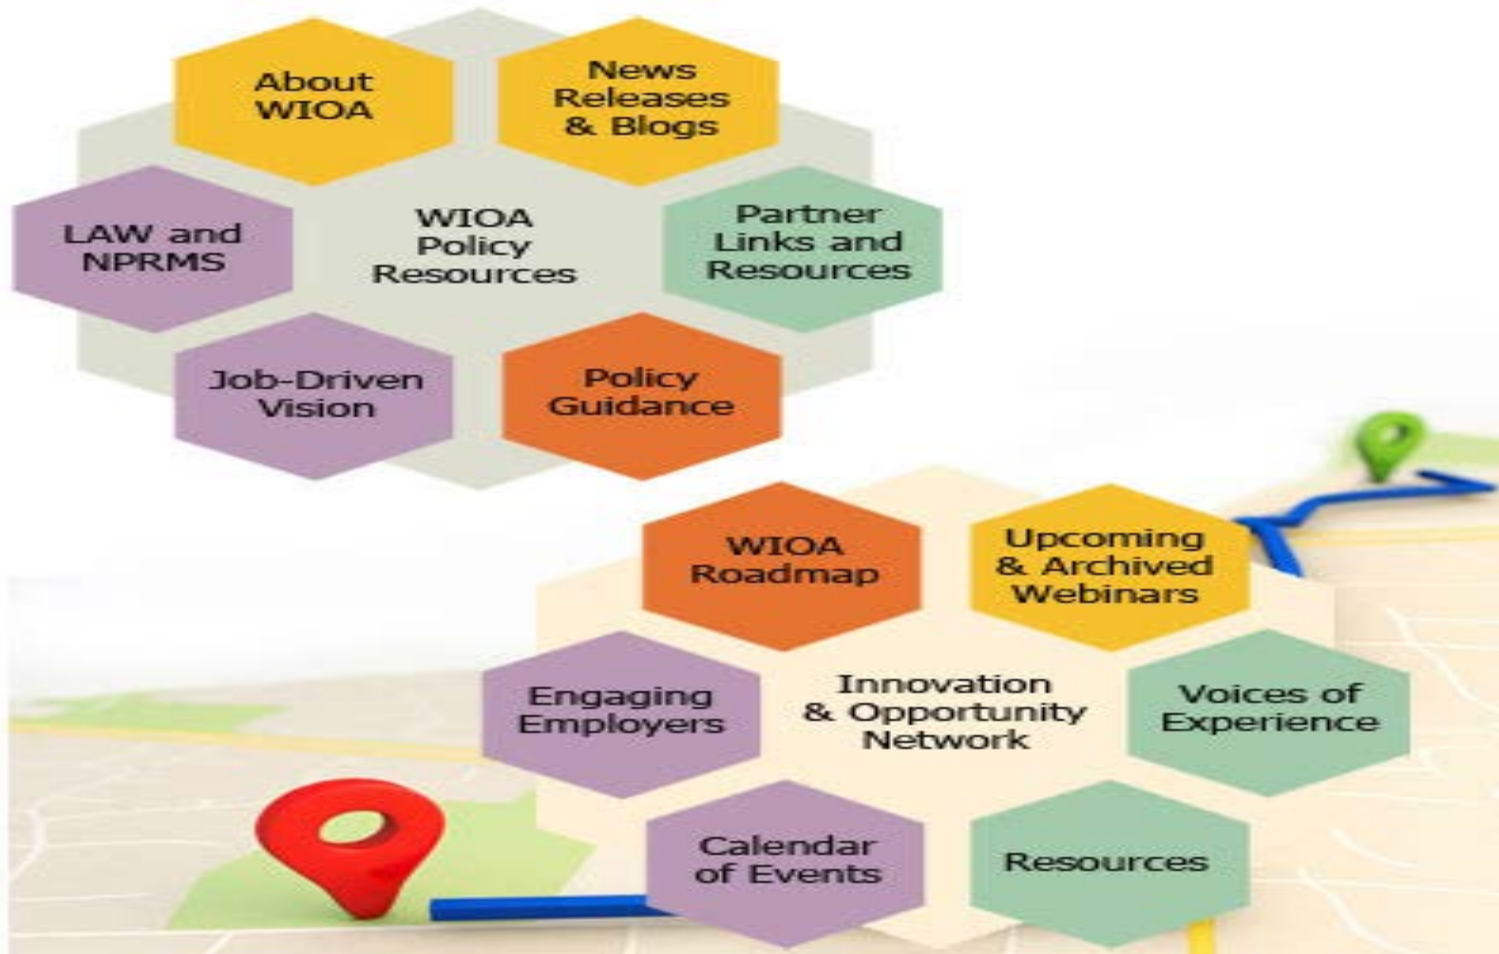 About
WIOA
News
Releases
& Blogs
LAW and
NPRMS
WIOA
Policy
Resources
Partner
Links and
Resources
Job-Driven
Vision
Policy
Guidance
WIOA
Roadmap
Upcoming
& Archived
Webinars
Engaging
Employers
Innovation
& Opportunity
Network
Voices of
Experience
Calendar
of Events
Resources